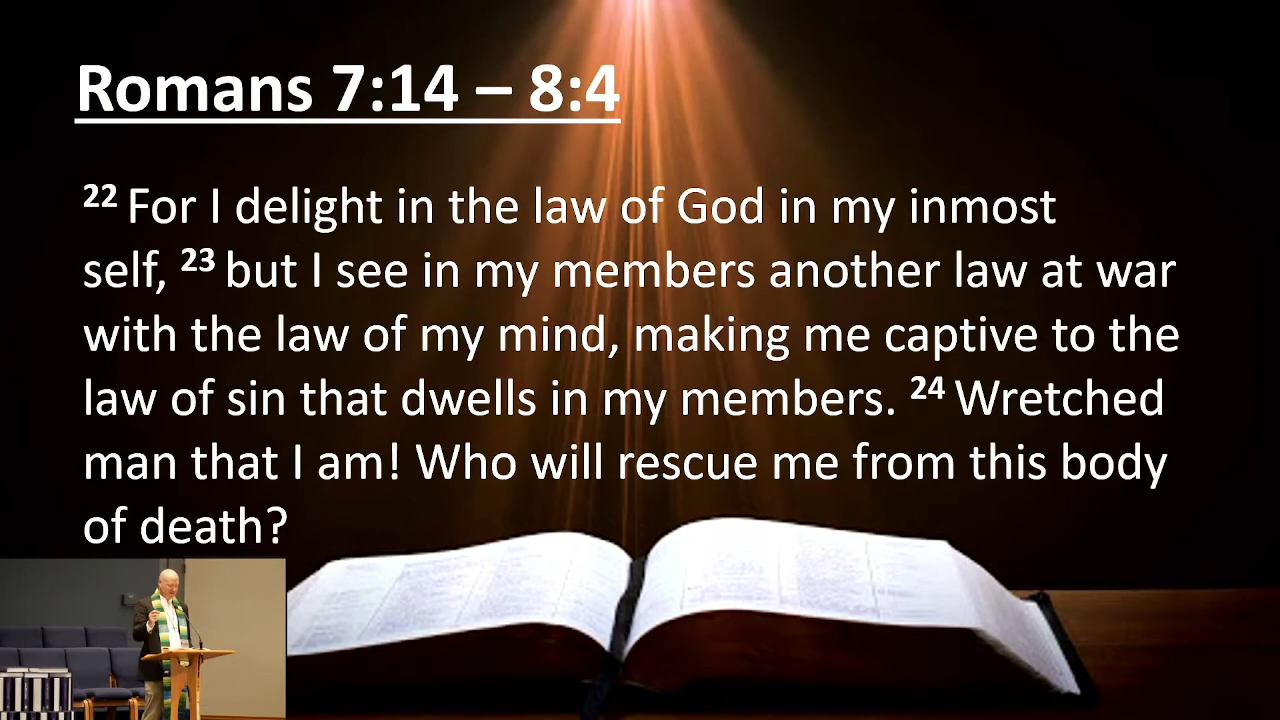 Romans 7:14 – 8:4
22 For I delight in the law of God in my inmost
self, 23 but I see in my members another law at war
with the law of my mind, making me captive to the
law of sin that dwells in my members. 24 Wretched
man that I am! Who will rescue me from this body
of death?